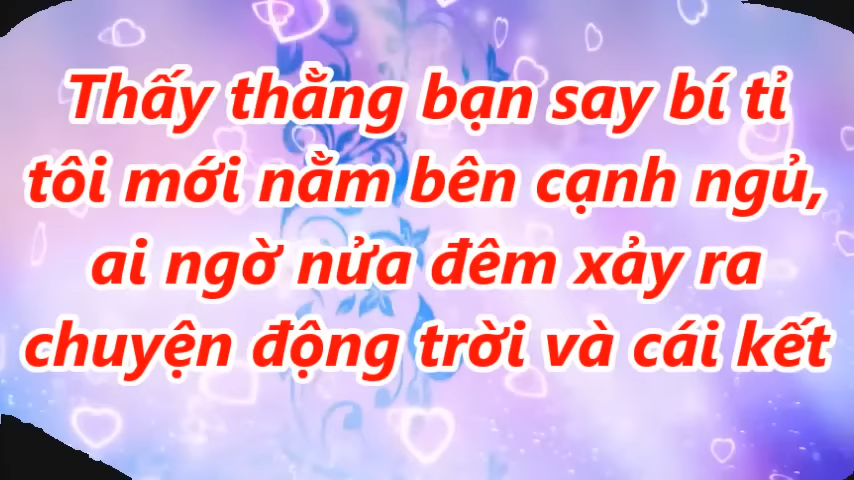 Thấy thằng bạn say bí tỉ
tôi mới nằm bên cạnh ngủ,
ai ngờ nửa đêm xảy ra
chuyện động trời và cái kết